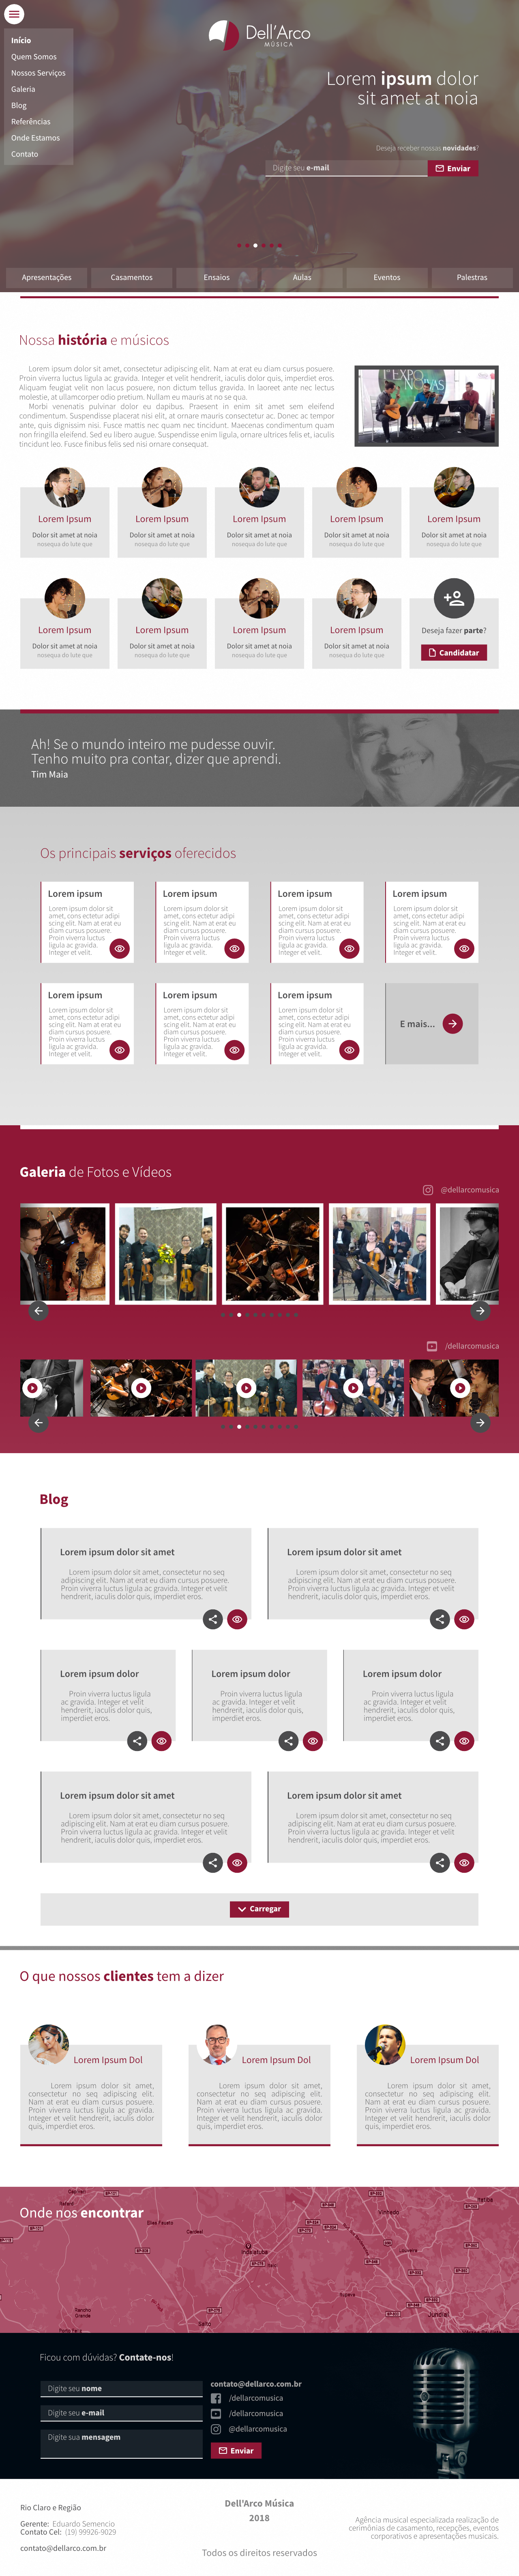 Início
Quem Somos
Nossos Serviços
Galeria
Blog
Referências
Onde Estamos
Contato
Dell'Arco
MÚSICA
Lorem ipsum dolor
sit amet at noia
Deseja receber nossas novidades?
Digite seu e-mail
Enviar
Apresentações
Casamentos
Ensaios
Aulas
Eventos
Palestras
Nossa história e músicos
Lorem ipsum dolor sit amet, consectetur adipiscing elit. Nam at erat eu diam cursus posuere.
Proin viverra luctus ligula ac gravida. Integer et velit hendrerit, iaculis dolor quis, imperdiet eros.
Aliquam feugiat velit non lacus posuere, non dictum tellus gravida. In laoreet ante nec lectus
molestie, at ullamcorper odio pretium. Nullam eu mauris at no se qua.
Morbi venenatis pulvinar dolor eu dapibus. Praesent in enim sit amet sem eleifend
condimentum. Suspendisse placerat nisi elit, at ornare mauris consectetur ac. Donec ac tempor
ante, quis dignissim nisi. Fusce mattis nec quam nec tincidunt. Maecenas condimentum quam
non fringilla eleifend. Sed eu libero augue. Suspendisse enim ligula, ornare ultrices felis et, iaculis
tincidunt leo. Fusce finibus felis sed nisi ornare consequat.
EXPO
NOIVAS
Lorem Ipsum
Dolor sit amet at noia
nosequa do lute que
Lorem Ipsum
Dolor sit amet at noia
nosequa do lute que
Lorem Ipsum
Dolor sit amet at noia
nosequa do lute que
Lorem Ipsum
Dolor sit amet at noia
nosequa do lute que
Lorem Ipsum
Dolor sit amet at noia
nosequa do lute que
Lorem Ipsum
Dolor sit amet at noia
nosequa do lute que
Lorem Ipsum
Dolor sit amet at noia
nosequa do lute que
Lorem Ipsum
Dolor sit amet at noia
nosequa do lute que
Lorem Ipsum
Dolor sit amet at noia
nosequa do lute que
Deseja fazer parte?
Candidatar
Ah! Se o mundo inteiro me pudesse ouvir.
Tenho muito pra contar, dizer que aprendi.
Tim Maia
Os principais serviços oferecidos
Lorem ipsum
Lorem ipsum dolor sit
amet, cons ectetur adipi
scing elit. Nam at erat eu
diam cursus posuere.
Proin viverra luctus
ligula ac gravida.
Integer et velit.
Lorem ipsum
Lorem ipsum dolor sit
amet, cons ectetur adipi
scing elit. Nam at erat eu
diam cursus posuere.
Proin viverra luctus
ligula ac gravida.
Integer et velit.
Lorem ipsum
Lorem ipsum dolor sit
amet, cons ectetur adipi
scing elit. Nam at erat eu
diam cursus posuere.
Proin viverra luctus
ligula ac gravida.
Integer et velit.
Lorem ipsum
Lorem ipsum dolor sit
amet, cons ectetur adipi
scing elit. Nam at erat eu
diam cursus posuere.
Proin viverra luctus
ligula ac gravida.
Integer et velit.
Lorem ipsum
Lorem ipsum dolor sit
amet, cons ectetur adipi
scing elit. Nam at erat eu
diam cursus posuere.
Proin viverra luctus
ligula ac gravida.
Integer et velit.
Lorem ipsum
Lorem ipsum dolor sit
amet, cons ectetur adipi
scing elit. Nam at erat eu
diam cursus posuere.
Proin viverra luctus
ligula ac gravida.
Integer et velit.
Lorem ipsum
Lorem ipsum dolor sit
amet, cons ectetur adipi
scing elit. Nam at erat eu
diam cursus posuere.
Proin viverra luctus
ligula ac gravida.
Integer et velit.
E mais...
Galeria de Fotos e Vídeos
@dellarcomusica
/dellarcomusica
Blog
Lorem ipsum dolor sit amet
Lorem ipsum dolor sit amet, consectetur no seq
adipiscing elit. Nam at erat eu diam cursus posuere.
Proin viverra luctus ligula ac gravida. Integer et velit
hendrerit, iaculis dolor quis, imperdiet eros.
Lorem ipsum dolor sit amet
Lorem ipsum dolor sit amet, consectetur no seq
adipiscing elit. Nam at erat eu diam cursus posuere.
Proin viverra luctus ligula ac gravida. Integer et velit
hendrerit, iaculis dolor quis, imperdiet eros.
Lorem ipsum dolor
Proin viverra luctus ligula
ac gravida. Integer et velit
hendrerit, iaculis dolor quis,
imperdiet eros.
Lorem ipsum dolor
Proin viverra luctus ligula
ac gravida. Integer et velit
hendrerit, iaculis dolor quis,
imperdiet eros.
Lorem ipsum dolor
Proin viverra luctus ligula
ac gravida. Integer et velit
hendrerit, iaculis dolor quis,
imperdiet eros.
Lorem ipsum dolor sit amet
Lorem ipsum dolor sit amet, consectetur no seq
adipiscing elit. Nam at erat eu diam cursus posuere.
Proin viverra luctus ligula ac gravida. Integer et velit
hendrerit, iaculis dolor quis, imperdiet eros.
Lorem ipsum dolor sit amet
Lorem ipsum dolor sit amet, consectetur no seq
adipiscing elit. Nam at erat eu diam cursus posuere.
Proin viverra luctus ligula ac gravida. Integer et velit
hendrerit, iaculis dolor quis, imperdiet eros.
Carregar
O que nossos clientes tem a dizer
Lorem Ipsum Dol
Lorem ipsum dolor sit amet,
consectetur no seq adipiscing elit.
Nam at erat eu diam cursus posuere.
Proin viverra luctus ligula ac gravida.
Integer et velit hendrerit, iaculis dolor
quis, imperdiet eros.
Lorem Ipsum Dol
Lorem ipsum dolor sit amet,
consectetur no seq adipiscing elit.
Nam at erat eu diam cursus posuere.
Proin viverra luctus ligula ac gravida.
Integer et velit hendrerit, iaculis dolor
quis, imperdiet eros.
Lorem Ipsum Dol
Lorem ipsum dolor sit amet,
consectetur no seq adipiscing elit.
Nam at erat eu diam cursus posuere.
Proin viverra luctus ligula ac gravida.
Integer et velit hendrerit, iaculis dolor
quis, imperdiet eros.
Onde nos encontrar
Elias Fausto
Cardeal
Indaiatuba
Itatiba
Vinhedo
Louveira
Itupeva
Jundiaí
Rancho
Grande
Salto
Porto Feliz
Ficou com dúvidas? Contate-nos!
Digite seu nome
Digite seu e-mail
Digite sua mensagem
contato@dellarco.com.br
/dellarcomusica
/dellarcomusica
@dellarcomusica
Enviar
Rio Claro e Região
Gerente: Eduardo Semencio
Contato Cel: (19) 99926-9029
contato@dellarco.com.br
Dell'Arco Música
2018
Todos os direitos reservados
Agência musical especializada realização de
cerimônias de casamento, recepções, eventos
corporativos e apresentações musicais.